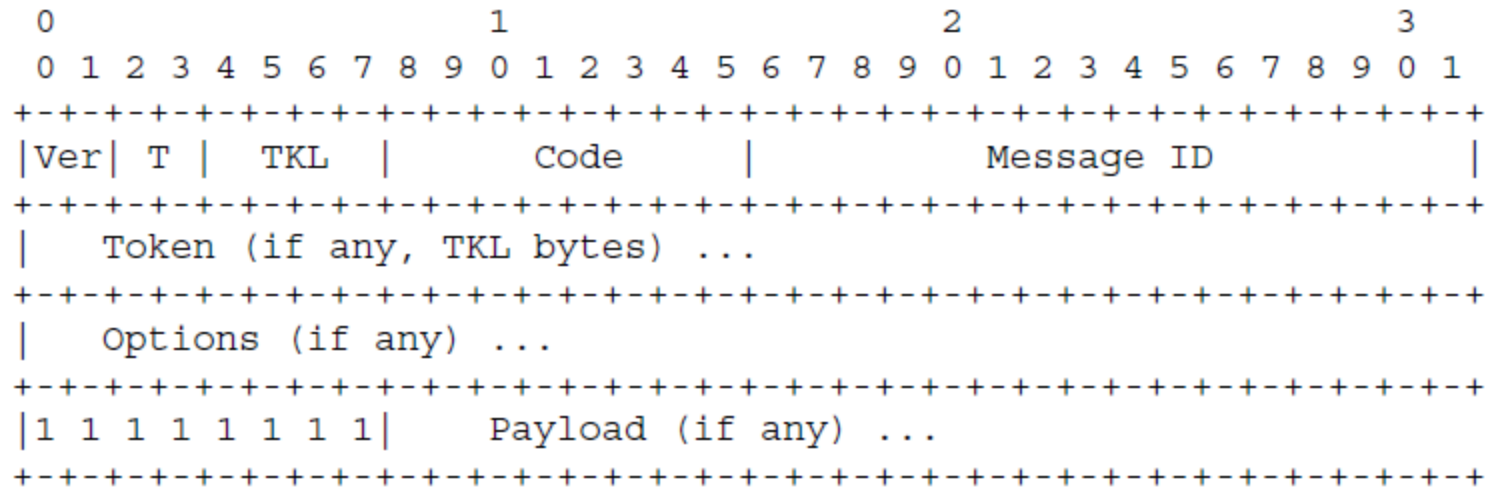 0                   1                   2                   3
 0 1 2 3 4 5 6 7 8 9 0 1 2 3 4 5 6 7 8 9 0 1 2 3 4 5 6 7 8 9 0 1
+-+-+-+-+-+-+-+-+-+-+-+-+-+-+-+-+-+-+-+-+-+-+-+-+-+-+-+-+-+-+-+-+
|Ver| T |  TKL  |      Code     |          Message ID           |
+-+-+-+-+-+-+-+-+-+-+-+-+-+-+-+-+-+-+-+-+-+-+-+-+-+-+-+-+-+-+-+-+
|   Token (if any, TKL bytes) ...
+-+-+-+-+-+-+-+-+-+-+-+-+-+-+-+-+-+-+-+-+-+-+-+-+-+-+-+-+-+-+-+-+
|   Options (if any) ...
+-+-+-+-+-+-+-+-+-+-+-+-+-+-+-+-+-+-+-+-+-+-+-+-+-+-+-+-+-+-+-+-+
|1 1 1 1 1 1 1 1|    Payload (if any) ...
+-+-+-+-+-+-+-+-+-+-+-+-+-+-+-+-+-+-+-+-+-+-+-+-+-+-+-+-+-+-+-+-+